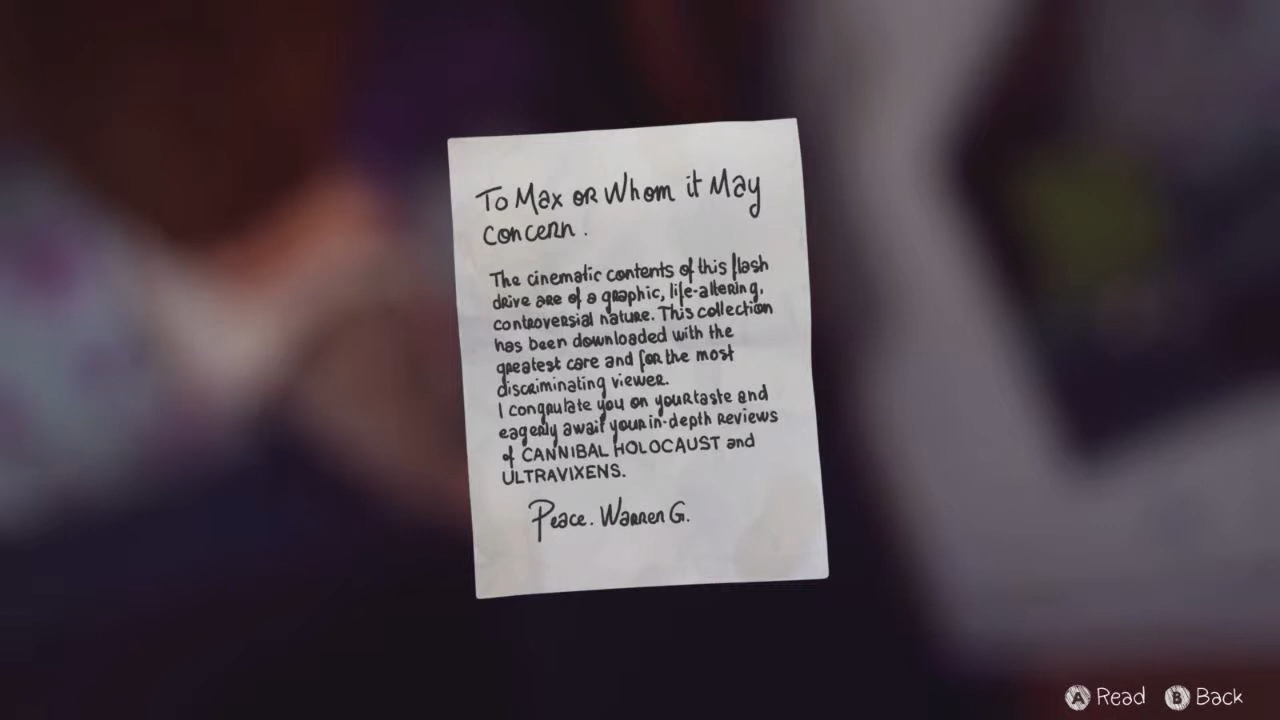 To Max or Whom it May
Concern.
The cinematic contents of this flash
drive are of a graphic, life-altering,
controversial nature. This collection
has been downloaded with the
greatest care and for the most
discriminating viewer.
I congrulate you on your taste and
eagerly await your in-depth reviews
of CANNIBAL HOLOCAUST and
ULTRAVIXENS.
Peace. Warren G.
A Read B Back